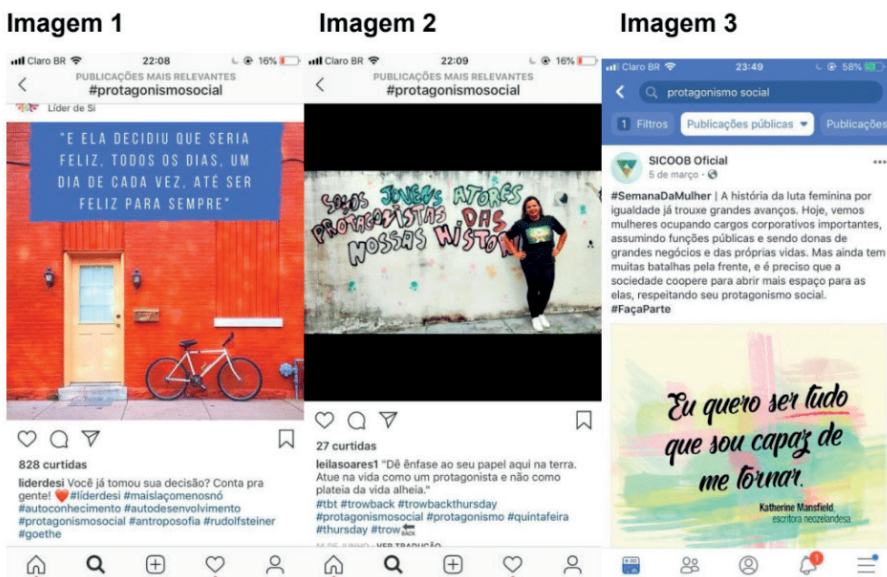 Imagem 1
Claro BR 22:08 16%
PUBLICAÇÕES MAIS RELEVANTES
#protagonismosocial
Líder de Si
"E ELA DECIDIU QUE SERIA
FELIZ, TODOS OS DIAS, UM
DIA DE CADA VEZ, ATÉ SER
FELIZ PARA SEMPRE"
828 curtidas
liderdesi Você já tomou sua decisão? Conta pra
gente! #líderdesi #maislaçomenosnó
#autoconhecimento #autodesenvolvimento
#protagonismosocial #antroposofia #rudolfsteiner
#goethe
Imagem 2
Claro BR 22:09 16%
PUBLICAÇÕES MAIS RELEVANTES
#protagonismosocial
SOMOS JOVENS ATORES
PROTAGONISTAS DAS
NOSSAS HISTOR
27 curtidas
leilasoares1 "Dê ênfase ao seu papel aqui na terra.
Atue na vida como um protagonista e não como
plateia da vida alheia."
#tbt #trowback #trowbackthursday
#protagonismosocial #protagonismo #quintafeira
#thursday #trow BACK
14 DE JUNHO · VER TRADUÇÃO
Imagem 3
Claro BR 23:49 58%
protagonismo social
1 Filtros Publicações públicas Publicações
SICOOB Oficial
5 de março ·
#SemanaDaMulher | A história da luta feminina por
igualdade já trouxe grandes avanços. Hoje, vemos
mulheres ocupando cargos corporativos importantes,
assumindo funções públicas e sendo donas de
grandes negócios e das próprias vidas. Mas ainda tem
muitas batalhas pela frente, e é preciso que a
sociedade coopere para abrir mais espaço para as
elas, respeitando seu protagonismo social.
#FaçaParte
Eu quero ser tudo
que sou capaz de
me tornar.
Katherine Mansfield,
escritora neozelandesa
1